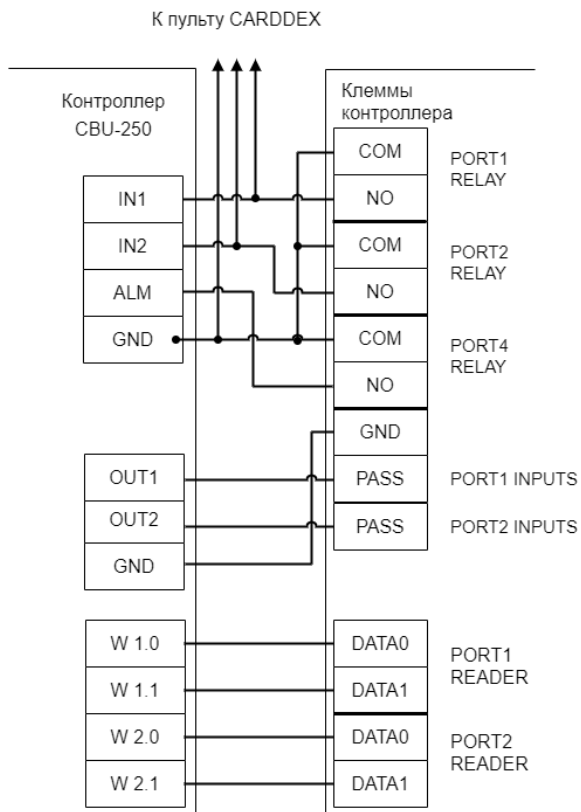 К пульту CARDDEX
Контроллер
CBU-250
Клеммы
контроллера
IN1
IN2
ALM
GND
OUT1
OUT2
GND
W 1.0
W 1.1
W 2.0
W 2.1
COM
NO
COM
NO
COM
NO
GND
PASS
PASS
DATA0
DATA1
DATA0
DATA1
PORT1
RELAY
PORT2
RELAY
PORT4
RELAY
PORT1 INPUTS
PORT2 INPUTS
PORT1
READER
PORT2
READER